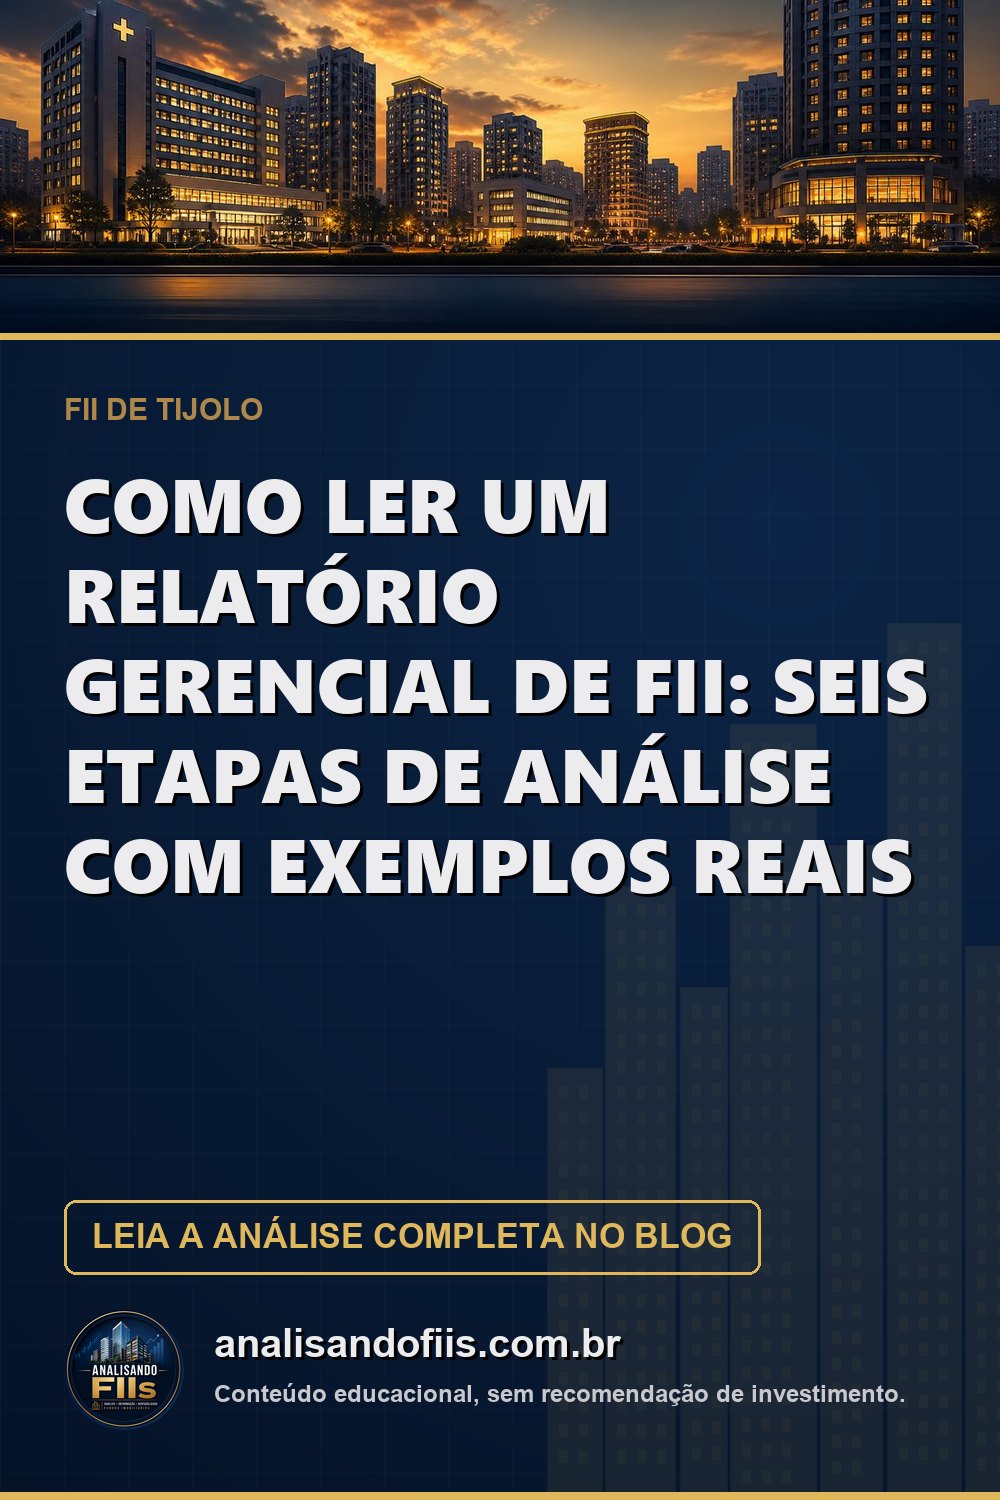 FII DE TIJOLO
COMO LER UM
RELATÓRIO
GERENCIAL DE FII: SEIS
ETAPAS DE ANÁLISE
COM EXEMPLOS REAIS
LEIA A ANÁLISE COMPLETA NO BLOG
analisandofiis.com.br
Conteúdo educacional, sem recomendação de investimento.
ANALISANDO
FIIs